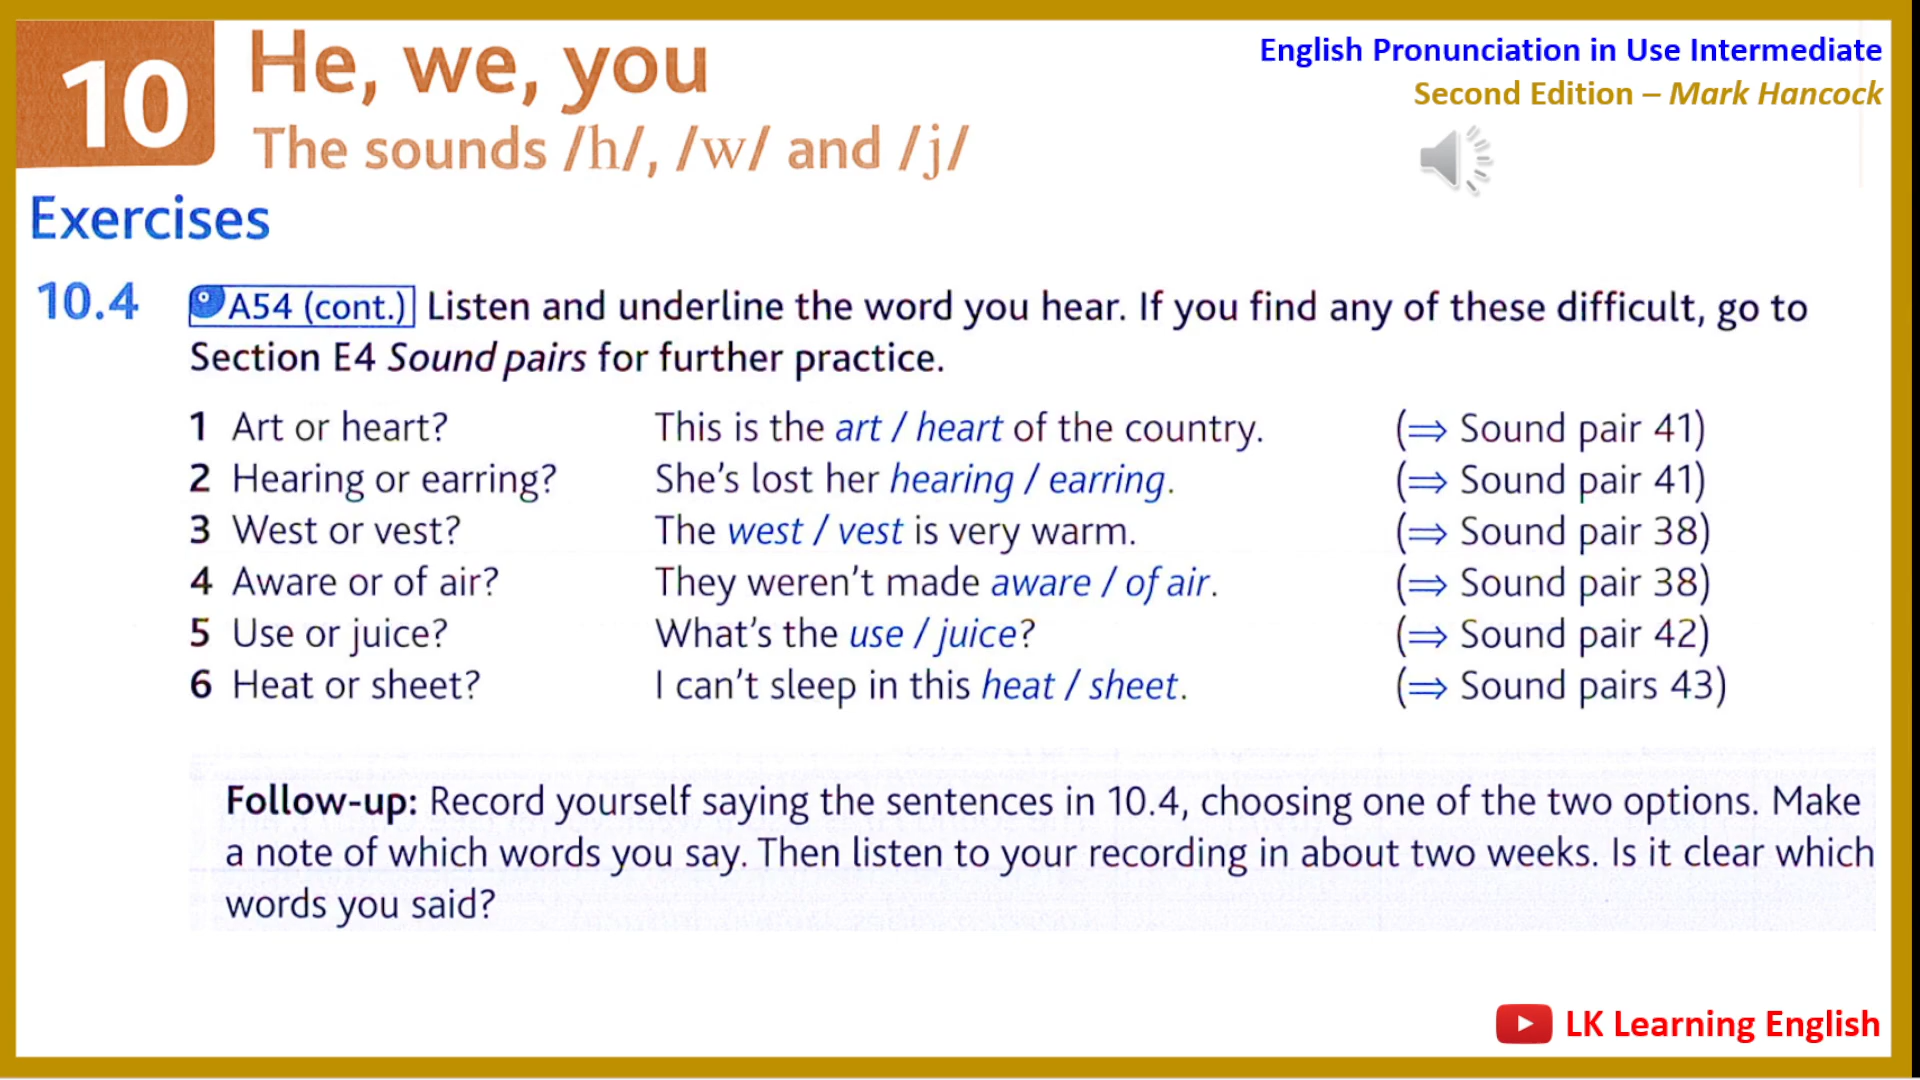 10
He, we, you
The sounds /h/, /w/ and /j/
English Pronunciation in Use Intermediate
Second Edition – Mark Hancock
Exercises
10.4 A54 (cont.) Listen and underline the word you hear. If you find any of these difficult, go to
Section E4 Sound pairs for further practice.
1 Art or heart? This is the art / heart of the country. (⇒ Sound pair 41)
2 Hearing or earring? She's lost her hearing / earring. (⇒ Sound pair 41)
3 West or vest? The west / vest is very warm. (⇒ Sound pair 38)
4 Aware or of air? They weren't made aware / of air. (⇒ Sound pair 38)
5 Use or juice? What's the use / juice? (⇒ Sound pair 42)
6 Heat or sheet? I can't sleep in this heat / sheet. (⇒ Sound pairs 43)
Follow-up: Record yourself saying the sentences in 10.4, choosing one of the two options. Make
a note of which words you say. Then listen to your recording in about two weeks. Is it clear which
words you said?
LK Learning English